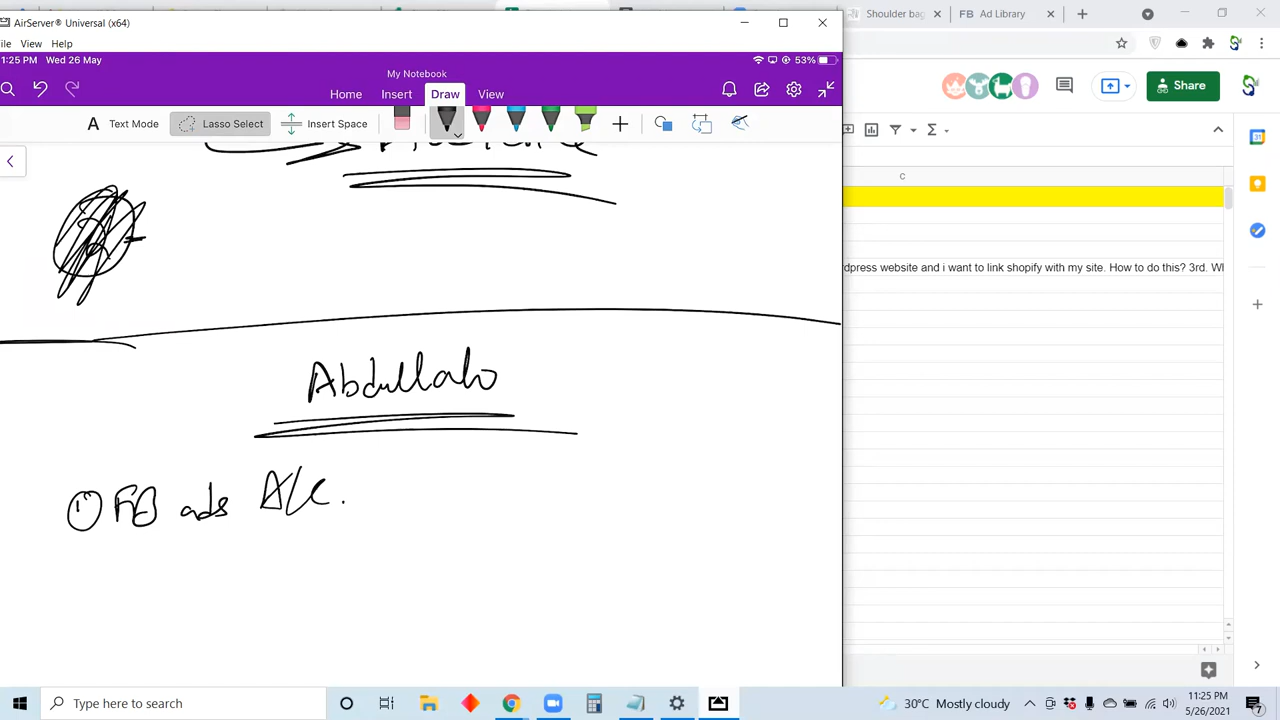 AirServer® Universal (x64)
Shoulder bag
FB Ad Library
ile View Help
1:25 PM Wed 26 May
53%
My Notebook
Home Insert Draw View
Share
Text Mode Lasso Select Insert Space
C
dpress website and i want to link shopify with my site. How to do this? 3rd. Wl
Abdullah
① FB ads A/c.
Type here to search
30°C Mostly cloudy
11:25 PM
5/26/2021
7